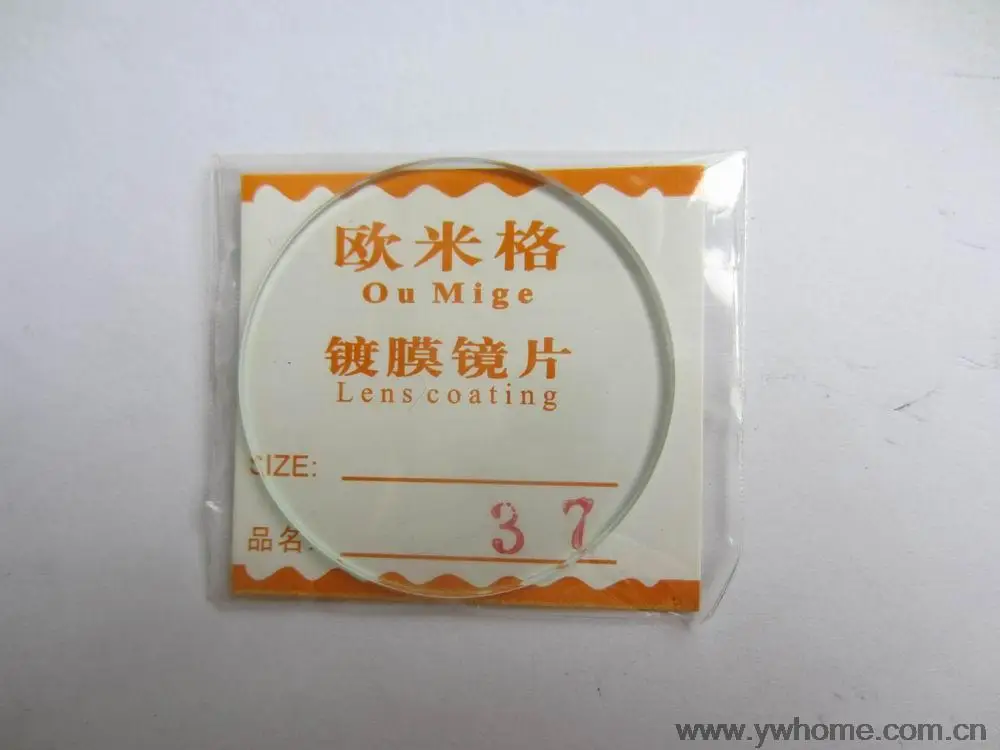 欧米格
Ou Mige
镀膜镜片
Lens coating
SIZE:
品名: 37
www.ywhome.com.cn